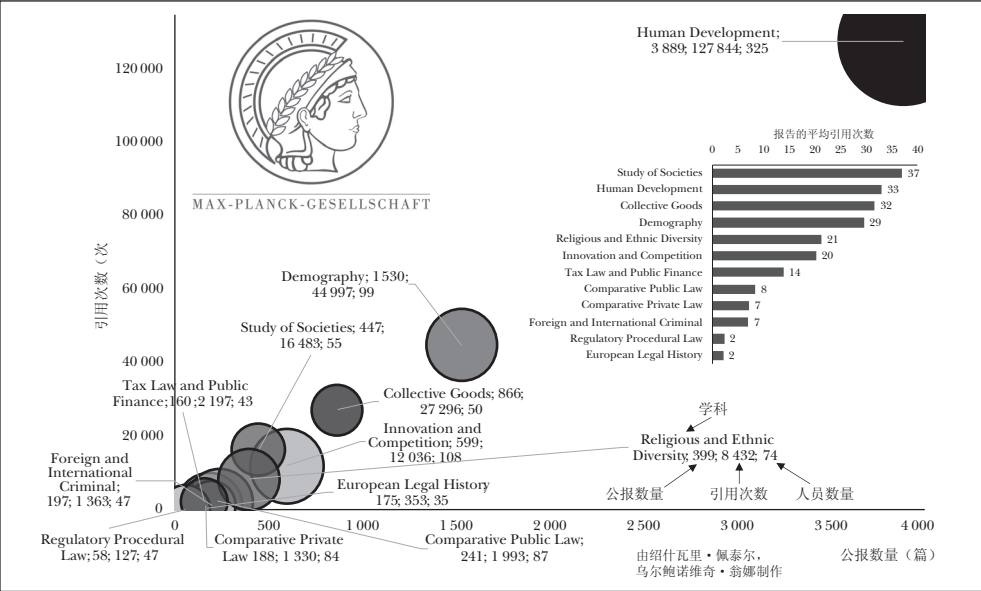 Human Development;
3 889; 127 844; 325
120 000
100 000
80 000
60 000
40 000
20 000
0
引用次数（次
MAX-PLANCK-GESELLSCHAFT
报告的平均引用次数
0 5 10 15 20 25 30 35 40
Study of Societies 37
Human Development 33
Collective Goods 32
Demography 29
Religious and Ethnic Diversity 21
Innovation and Competition 20
Tax Law and Public Finance 14
Comparative Public Law 8
Comparative Private Law 7
Foreign and International Criminal 7
Regulatory Procedural Law 2
European Legal History 2
Demography; 1530;
44 997; 99
Study of Societies; 447;
16 483; 55
Tax Law and Public
Finance;160;2 197; 43
Collective Goods; 866;
27 296; 50
Innovation and
Competition; 599;
12 036; 108
Foreign and
International
Criminal;
197; 1 363; 47
European Legal History
175; 353; 35
学科
Religious and Ethnic
Diversity; 399; 8 432; 74
公报数量 引用次数 人员数量
0 500 1 000 1 500 2 000 2 500 3 000 3 500 4 000
Regulatory Procedural
Law;58; 127; 47
Comparative Private
Law 188; 1 330; 84
Comparative Public Law;
241; 1 993; 87
由绍什瓦里·佩泰尔，
乌尔鲍诺维奇·翁娜制作
公报数量（篇）